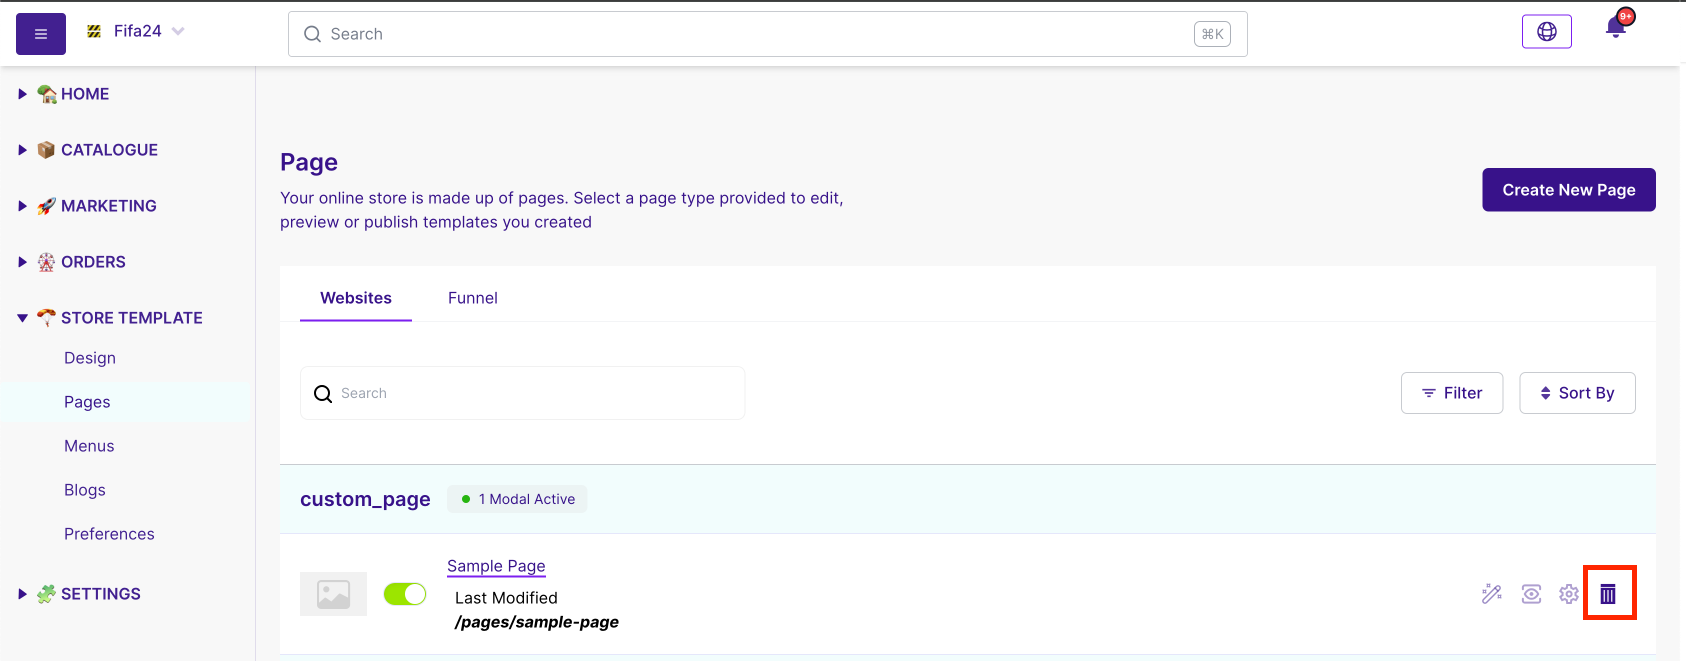 Fifa24
Search
⌘K
9+
HOME
CATALOGUE
MARKETING
ORDERS
STORE TEMPLATE
Design
Pages
Menus
Blogs
Preferences
SETTINGS
Page
Your online store is made up of pages. Select a page type provided to edit,
preview or publish templates you created
Create New Page
Websites
Funnel
Search
Filter
Sort By
custom_page
1 Modal Active
Sample Page
Last Modified
/pages/sample-page